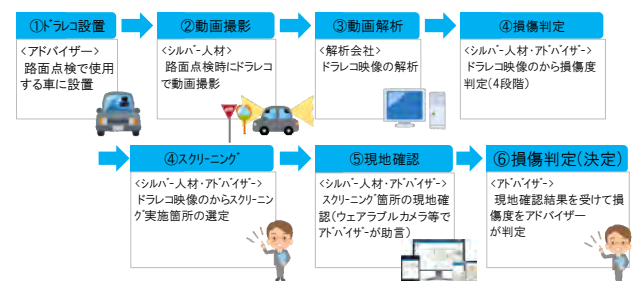 ①ﾄﾞﾗﾚｺ設置
<アドバイザー>
路面点検で使用
する車に設置
②動画撮影
<ｼﾙﾊﾞｰ人材>
路面点検時にドラレコ
で動画撮影
③動画解析
<解析会社>
ドラレコ映像の解析
④損傷判定
<ｼﾙﾊﾞｰ人材・ｱﾄﾞﾊﾞｲｻﾞｰ>
ドラレコ映像のから損傷度
判定(4段階)
④ｽｸﾘｰﾆﾝｸﾞ
<ｼﾙﾊﾞｰ人材・ｱﾄﾞﾊﾞｲｻﾞｰ>
ドラレコ映像のからスクリーニン
ｸﾞ実施箇所の選定
⑤現地確認
<ｼﾙﾊﾞｰ人材・ｱﾄﾞﾊﾞｲｻﾞｰ>
スクリーニング箇所の現地確
認(ウェアラブルカメラ等で
ｱﾄﾞﾊﾞｲｻﾞｰが助言)
⑥損傷判定(決定)
<ｱﾄﾞﾊﾞｲｻﾞｰ>
現地確認結果を受けて損
傷度をアドバイザー
が判定